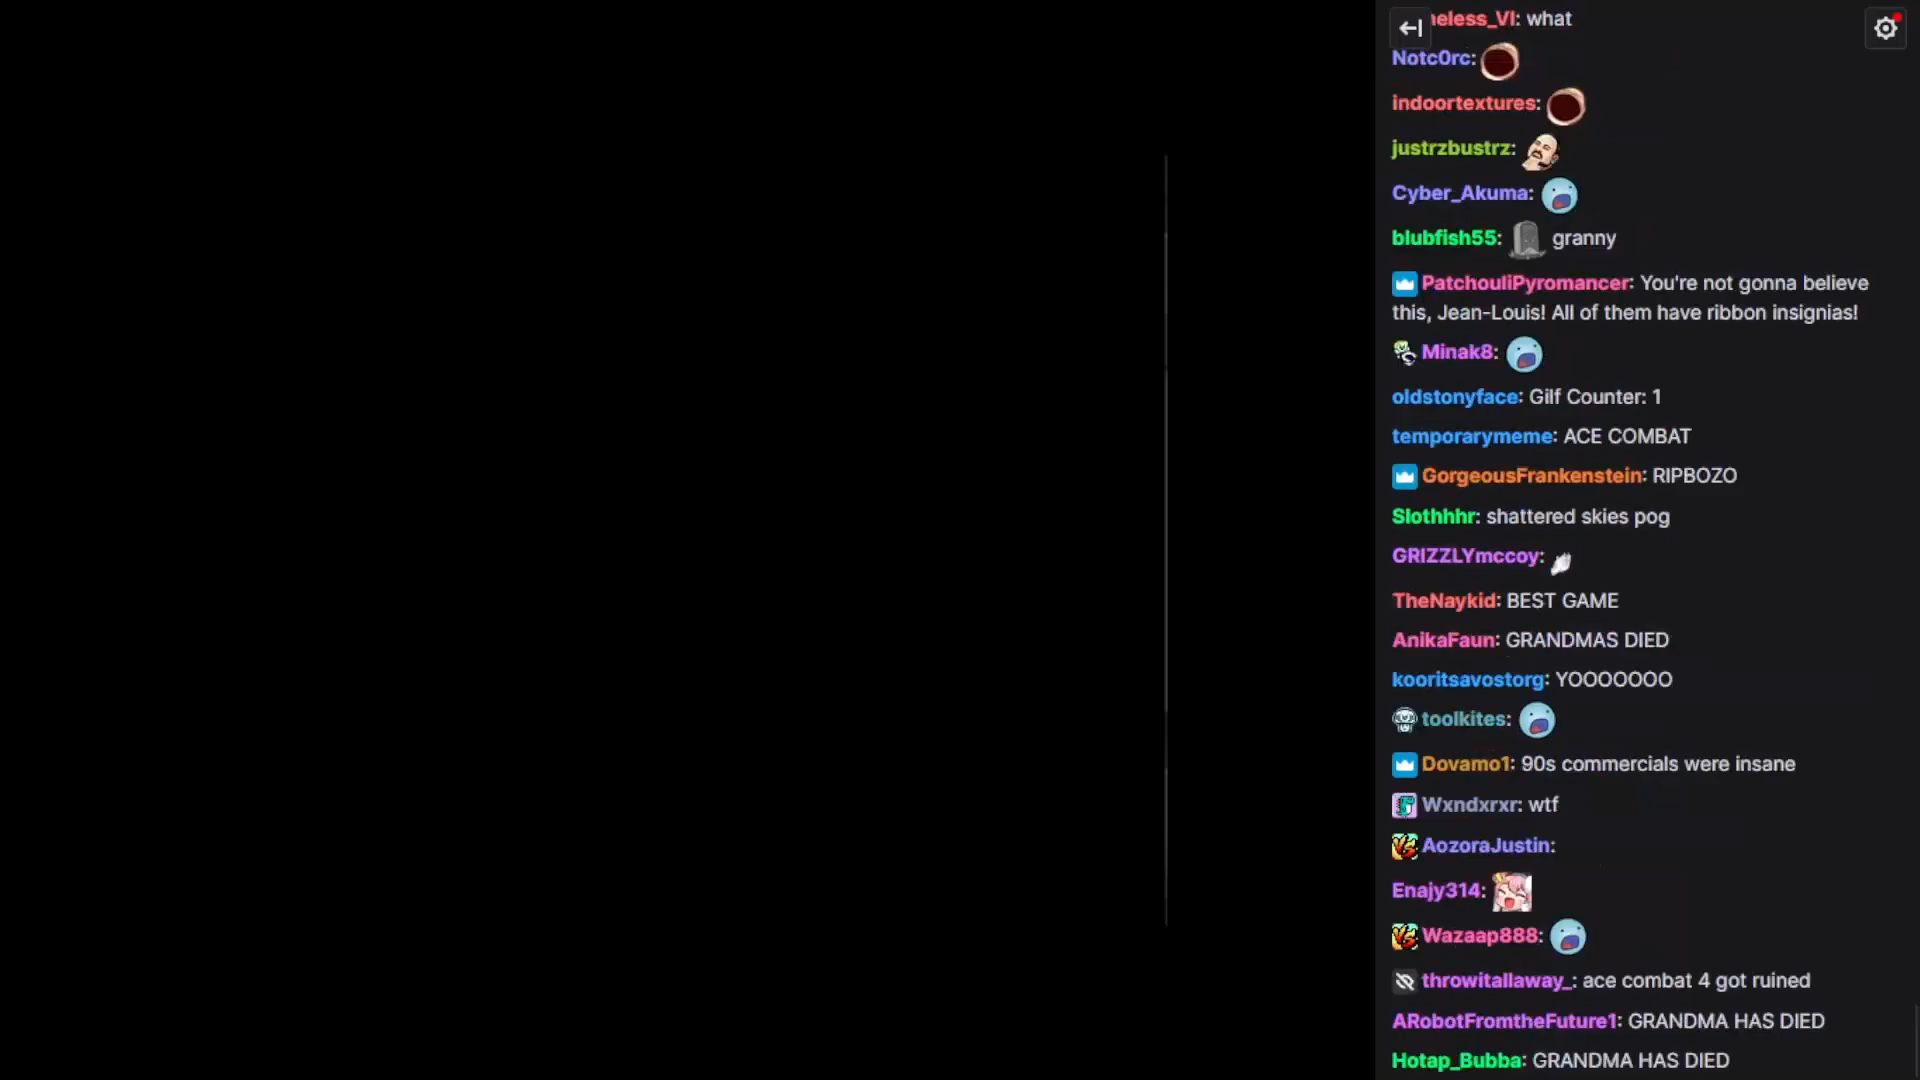 eless_VI: what
Notc0rc:
indoortextures:
justrzbustrz:
Cyber_Akuma:
blubfish55: granny
PatchouliPyromancer: You're not gonna believe
this, Jean-Louis! All of them have ribbon insignias!
Minak8:
oldstonyface: Gilf Counter: 1
temporarymeme: ACE COMBAT
GorgeousFrankenstein: RIPBOZO
Slothhhr: shattered skies pog
GRIZZLYmccoy:
TheNaykid: BEST GAME
AnikaFaun: GRANDMAS DIED
kooritsavostorg: YOOOOOOO
toolkites:
Dovamo1: 90s commercials were insane
Wxndxrxr: wtf
AozoraJustin:
Enajy314:
Wazaap888:
throwitallaway_: ace combat 4 got ruined
ARobotFromtheFuture1: GRANDMA HAS DIED
Hotap_Bubba: GRANDMA HAS DIED